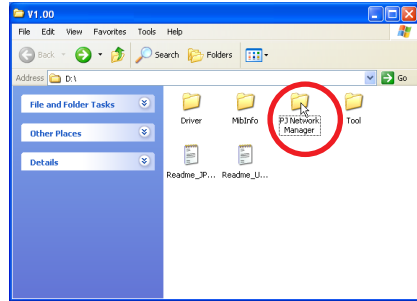 V1.00
File Edit View Favorites Tools Help
Back Search Folders
Address D:\ Go
File and Folder Tasks
Other Places
Details
Driver MibInfo PJ Network Manager Tool
Readme_JP... Readme_U...